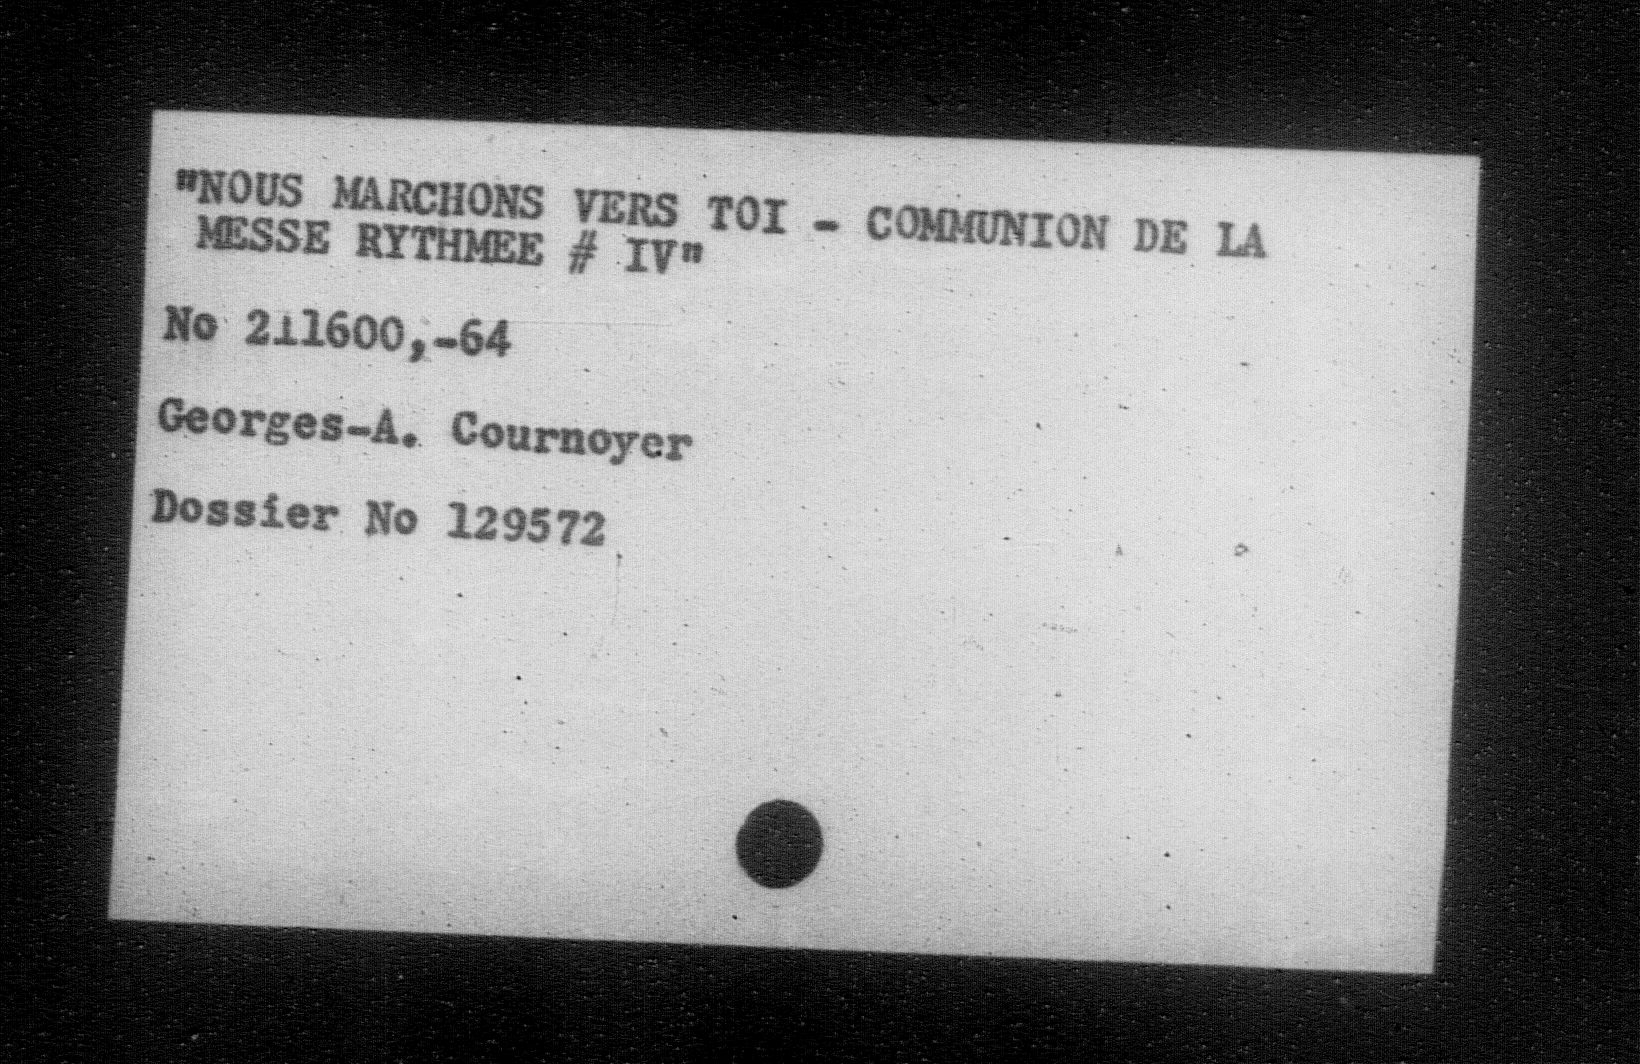 "NOUS MARCHONS VERS TOI - COMMUNION DE LA
MESSE RYTHMEE # IV"
No 211600,-64
Georges-A. Cournoyer
Dossier No 129572